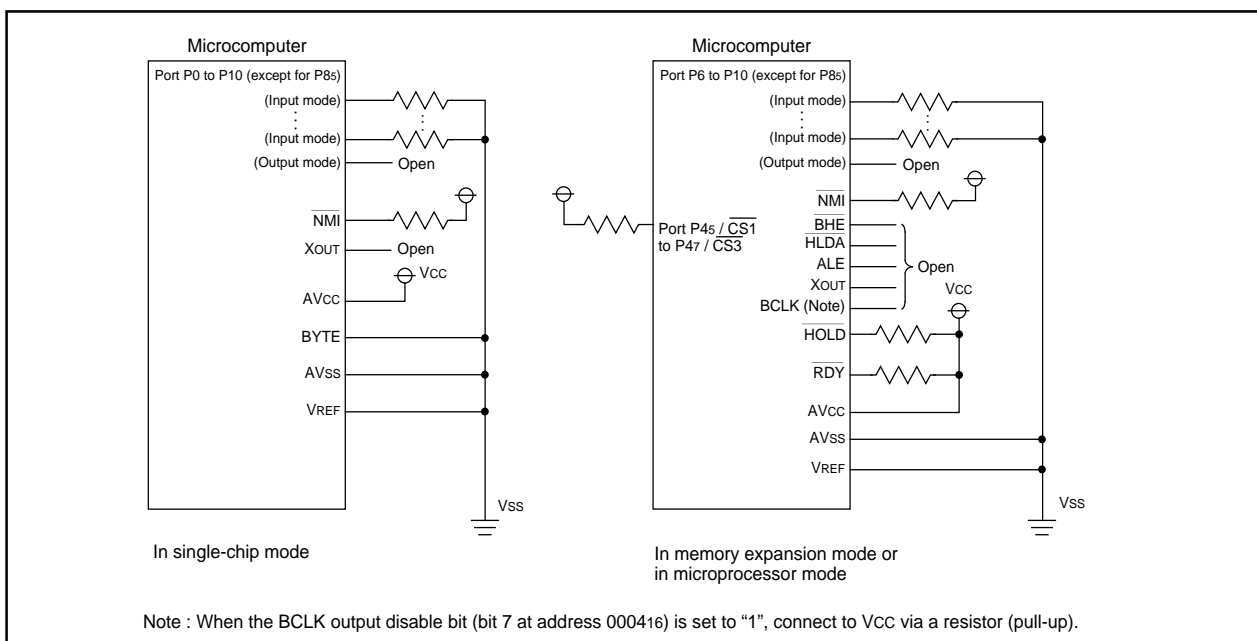 Microcomputer
Port P0 to P10 (except for P85)
(Input mode)
(Input mode)
(Output mode)
Open
NMI
XOUT
Open
VCC
AVCC
BYTE
AVSS
VREF
VSS
In single-chip mode
Microcomputer
Port P6 to P10 (except for P85)
(Input mode)
(Input mode)
(Output mode)
Open
NMI
Port P45 / CS1
to P47 / CS3
BHE
HLDA
ALE
XOUT
BCLK (Note)
Open
VCC
HOLD
RDY
AVCC
AVSS
VREF
VSS
In memory expansion mode or
in microprocessor mode
Note : When the BCLK output disable bit (bit 7 at address 000416) is set to “1”, connect to VCC via a resistor (pull-up).